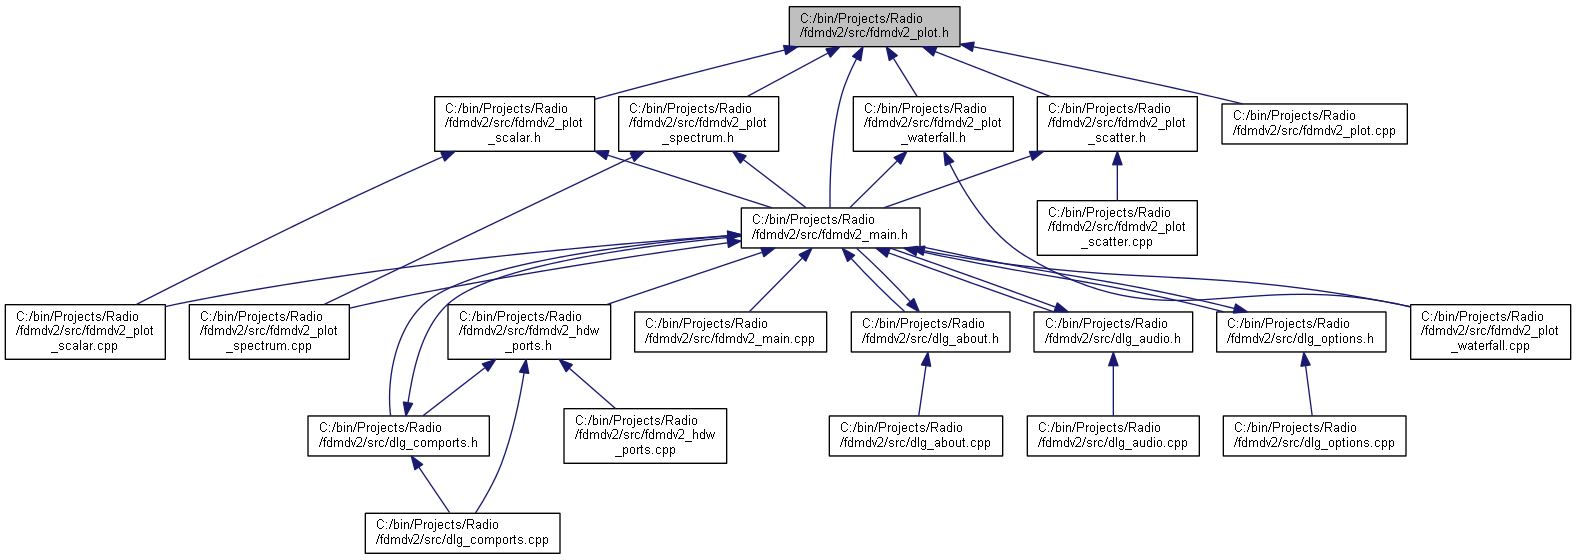 C:/bin/Projects/Radio
/fdmdv2/src/fdmdv2_plot.h
C:/bin/Projects/Radio
/fdmdv2/src/fdmdv2_plot
_scalar.h
C:/bin/Projects/Radio
/fdmdv2/src/fdmdv2_plot
_spectrum.h
C:/bin/Projects/Radio
/fdmdv2/src/fdmdv2_plot
_waterfall.h
C:/bin/Projects/Radio
/fdmdv2/src/fdmdv2_plot
_scatter.h
C:/bin/Projects/Radio
/fdmdv2/src/fdmdv2_plot.cpp
C:/bin/Projects/Radio
/fdmdv2/src/fdmdv2_main.h
C:/bin/Projects/Radio
/fdmdv2/src/fdmdv2_plot
_scatter.cpp
C:/bin/Projects/Radio
/fdmdv2/src/fdmdv2_plot
_scalar.cpp
C:/bin/Projects/Radio
/fdmdv2/src/fdmdv2_plot
_spectrum.cpp
C:/bin/Projects/Radio
/fdmdv2/src/fdmdv2_hdw
_ports.h
C:/bin/Projects/Radio
/fdmdv2/src/fdmdv2_main.cpp
C:/bin/Projects/Radio
/fdmdv2/src/dlg_about.h
C:/bin/Projects/Radio
/fdmdv2/src/dlg_audio.h
C:/bin/Projects/Radio
/fdmdv2/src/dlg_options.h
C:/bin/Projects/Radio
/fdmdv2/src/fdmdv2_plot
_waterfall.cpp
C:/bin/Projects/Radio
/fdmdv2/src/dlg_comports.h
C:/bin/Projects/Radio
/fdmdv2/src/fdmdv2_hdw
_ports.cpp
C:/bin/Projects/Radio
/fdmdv2/src/dlg_about.cpp
C:/bin/Projects/Radio
/fdmdv2/src/dlg_audio.cpp
C:/bin/Projects/Radio
/fdmdv2/src/dlg_options.cpp
C:/bin/Projects/Radio
/fdmdv2/src/dlg_comports.cpp